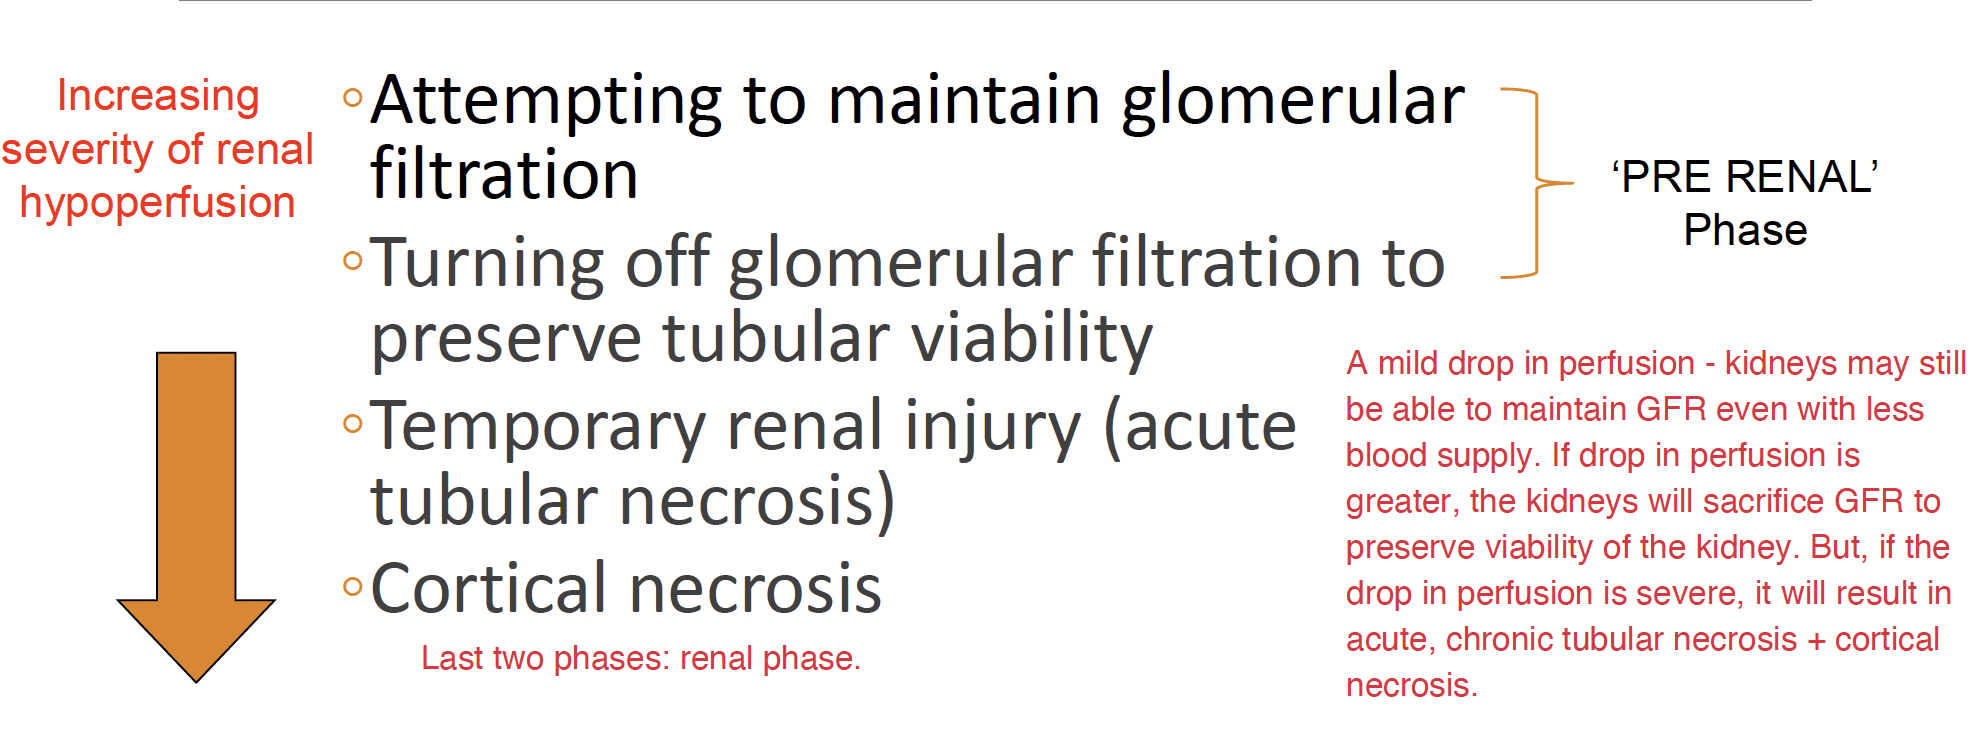 Increasing
severity of renal
hypoperfusion
◦Attempting to maintain glomerular
filtration
◦Turning off glomerular filtration to
preserve tubular viability
◦Temporary renal injury (acute
tubular necrosis)
◦Cortical necrosis
Last two phases: renal phase.
‘PRE RENAL’
Phase
A mild drop in perfusion - kidneys may still
be able to maintain GFR even with less
blood supply. If drop in perfusion is
greater, the kidneys will sacrifice GFR to
preserve viability of the kidney. But, if the
drop in perfusion is severe, it will result in
acute, chronic tubular necrosis + cortical
necrosis.